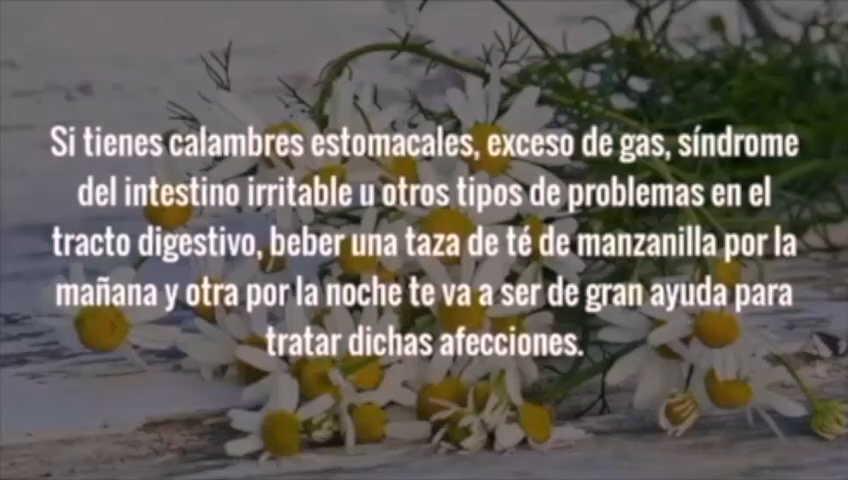 Si tienes calambres estomacales, exceso de gas, síndrome
del intestino irritable u otros tipos de problemas en el
tracto digestivo, beber una taza de té de manzanilla por la
mañana y otra por la noche te va a ser de gran ayuda para
tratar dichas afecciones.